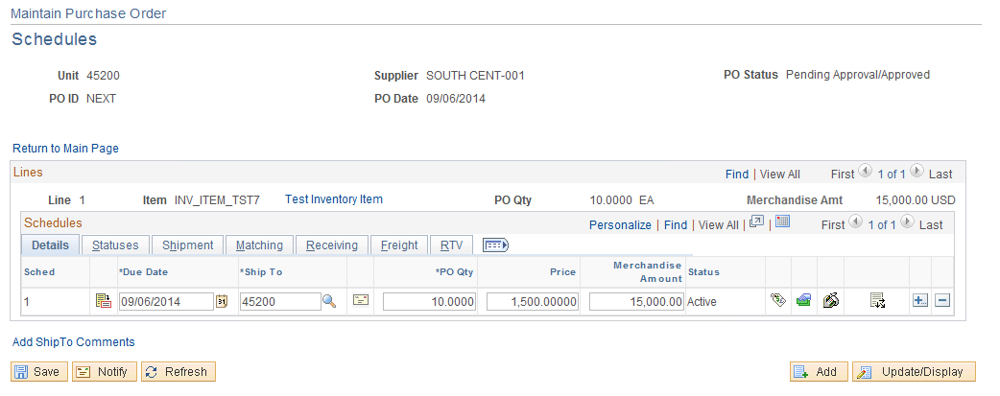 Maintain Purchase Order
Schedules
Unit 45200 Supplier SOUTH CENT-001 PO Status Pending Approval/Approved
PO ID NEXT PO Date 09/06/2014
Return to Main Page
Lines Find | View All First 1 of 1 Last
Line 1 Item INV_ITEM_TST7 Test Inventory Item PO Qty 10.0000 EA Merchandise Amt 15,000.00 USD
Schedules Personalize | Find | View All | | First 1 of 1 Last
Details Statuses Shipment Matching Receiving Freight RTV
Sched *Due Date *Ship To *PO Qty Price Merchandise Amount Status
1 09/06/2014 31 45200 10.0000 1,500.00000 15,000.00 Active
Add ShipTo Comments
Save Notify Refresh Add Update/Display